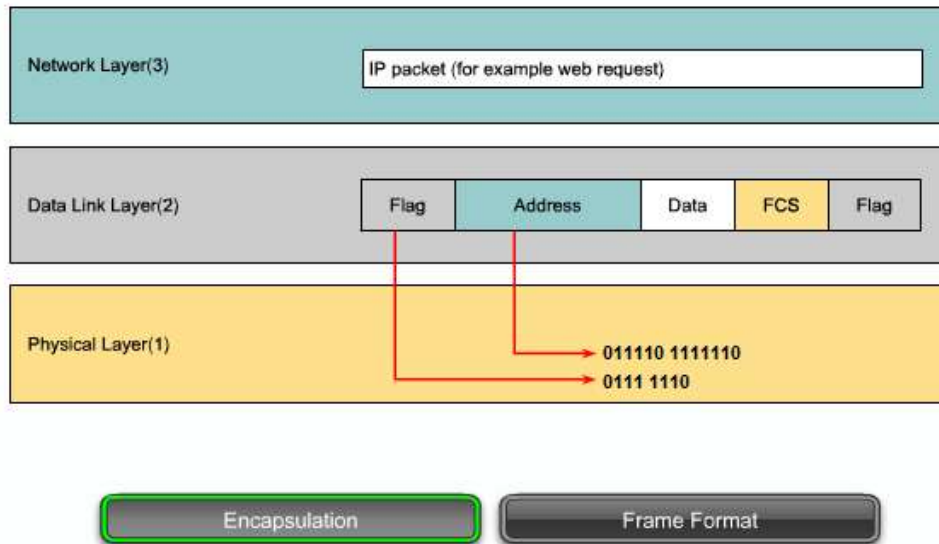 Network Layer(3)
IP packet (for example web request)
Data Link Layer(2)
Flag
Address
Data
FCS
Flag
Physical Layer(1)
011110 1111110
0111 1110
Encapsulation
Frame Format